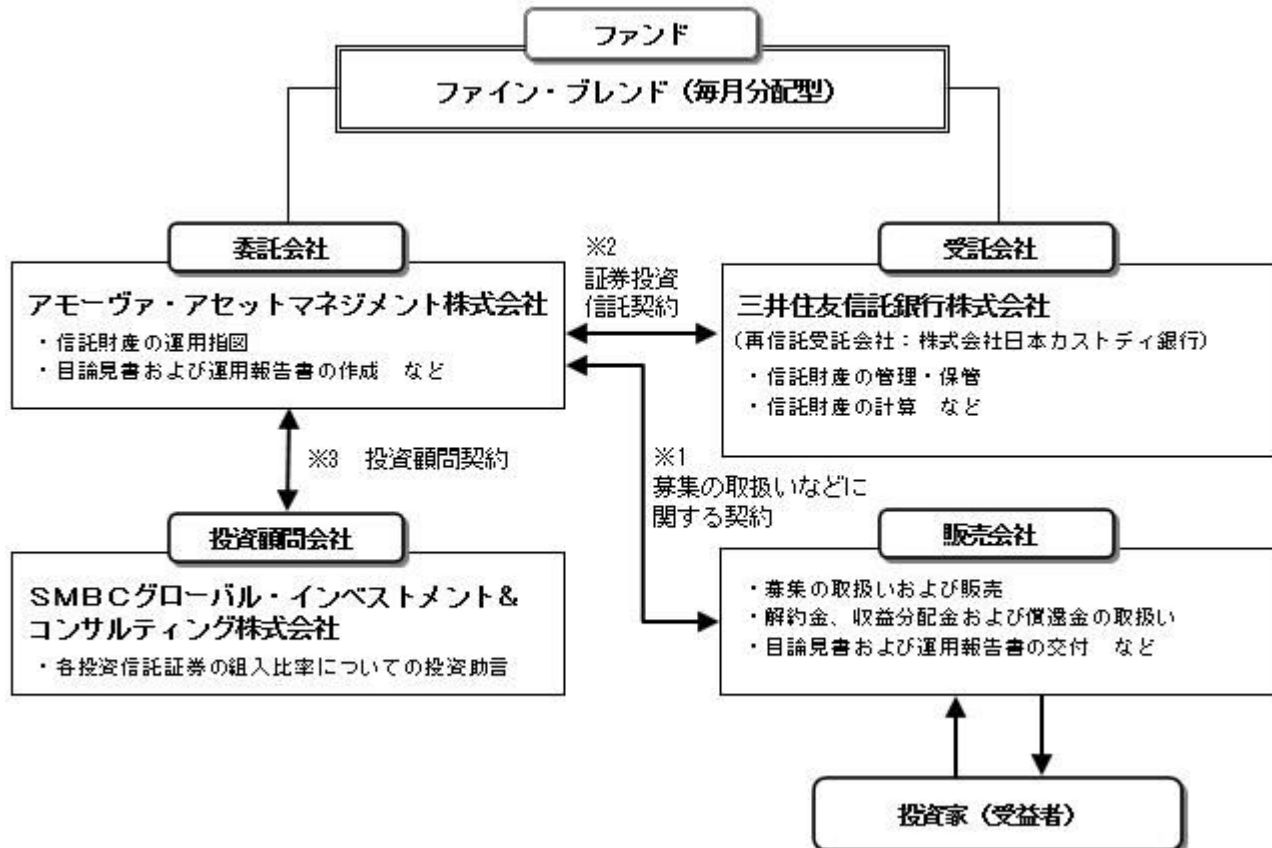 ファンド
ファイン・ブレンド（毎月分配型）
委託会社
アモーヴァ・アセットマネジメント株式会社
・信託財産の運用指図
・目論見書および運用報告書の作成　など
※2
証券投資
信託契約
受託会社
三井住友信託銀行株式会社
（再信託受託会社：株式会社日本カストディ銀行）
・信託財産の管理・保管
・信託財産の計算　など
※3　投資顧問契約
※1
募集の取扱いなどに
関する契約
投資顧問会社
ＳＭＢＣグローバル・インベストメント＆
コンサルティング株式会社
・各投資信託証券の組入比率についての投資助言
販売会社
・募集の取扱いおよび販売
・解約金、収益分配金および償還金の取扱い
・目論見書および運用報告書の交付　など
投資家（受益者）